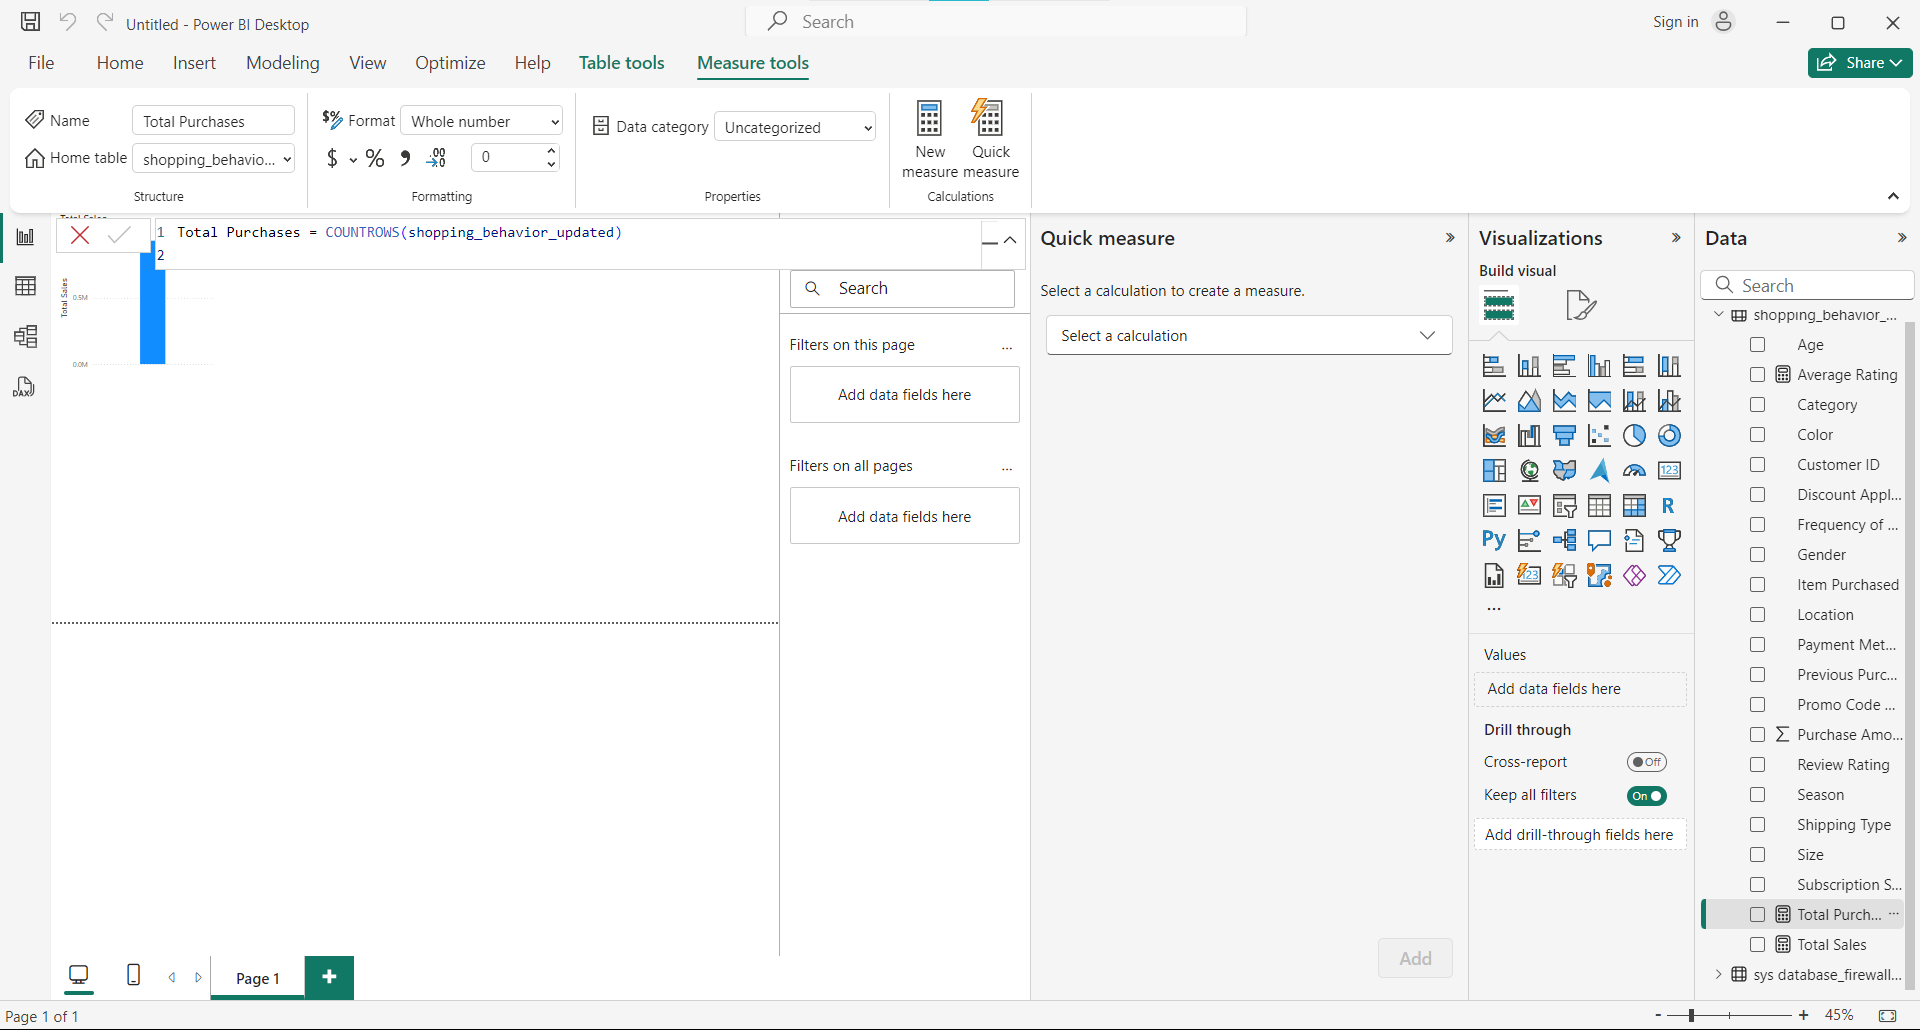 Untitled - Power BI Desktop
Search
Sign in
File
Home
Insert
Modeling
View
Optimize
Help
Table tools
Measure tools
Share
Name
Total Purchases
Home table
shopping_behavio...
Structure
$%
Format
Whole number
$
%
,
.00
0
Formatting
Data category
Uncategorized
Properties
New
measure
Quick
measure
Calculations
Total Sales
Total Sales
0.5M
0.0M
1 Total Purchases = COUNTROWS(shopping_behavior_updated)
2
Search
Filters on this page
...
Add data fields here
Filters on all pages
...
Add data fields here
Quick measure
Select a calculation to create a measure.
Select a calculation
Add
Visualizations
Build visual
123
R
Py
123
...
Values
Add data fields here
Drill through
Cross-report
Off
Keep all filters
On
Add drill-through fields here
Data
Search
shopping_behavior_...
Age
Average Rating
Category
Color
Customer ID
Discount Appl...
Frequency of ...
Gender
Item Purchased
Location
Payment Met...
Previous Purc...
Promo Code ...
Purchase Amo...
Review Rating
Season
Shipping Type
Size
Subscription S...
Total Purch...
Total Sales
sys database_firewall...
DAX
Page 1
Page 1 of 1
- + 45%